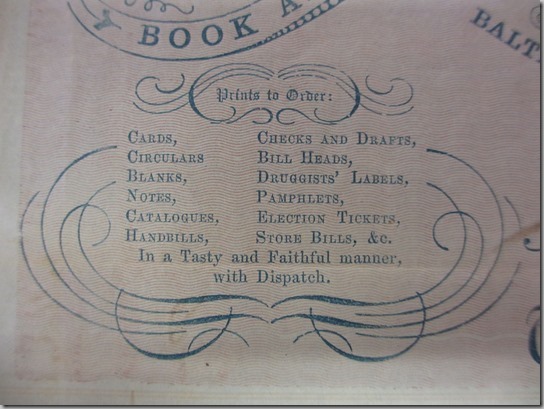 BOOK A
BALT
Prints to Order:
CARDS, CHECKS AND DRAFTS,
CIRCULARS BILL HEADS,
BLANKS, DRUGGISTS' LABELS,
NOTES, PAMPHLETS,
CATALOGUES, ELECTION TICKETS,
HANDBILLS, STORE BILLS, &c.
In a Tasty and Faithful manner,
with Dispatch.